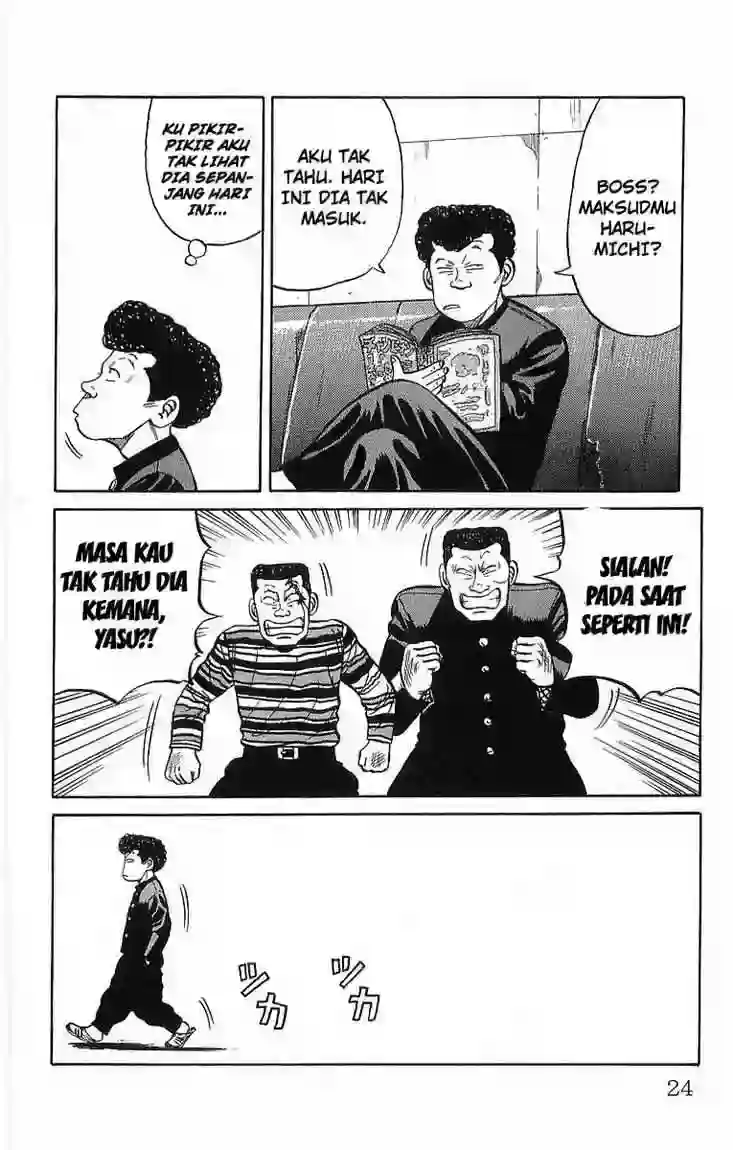 BOSS?
MAKSUDMU
HARU-
MICHI?
AKU TAK
TAHU. HARI
INI DIA TAK
MASUK.
KU PIKIR-
PIKIR AKU
TAK LIHAT
DIA SEPAN-
JANG HARI
INI...
SIALAN!
PADA SAAT
SEPERTI INI!
MASA KAU
TAK TAHU DIA
KEMANA,
YASU?!
ツカ
ツカ
24